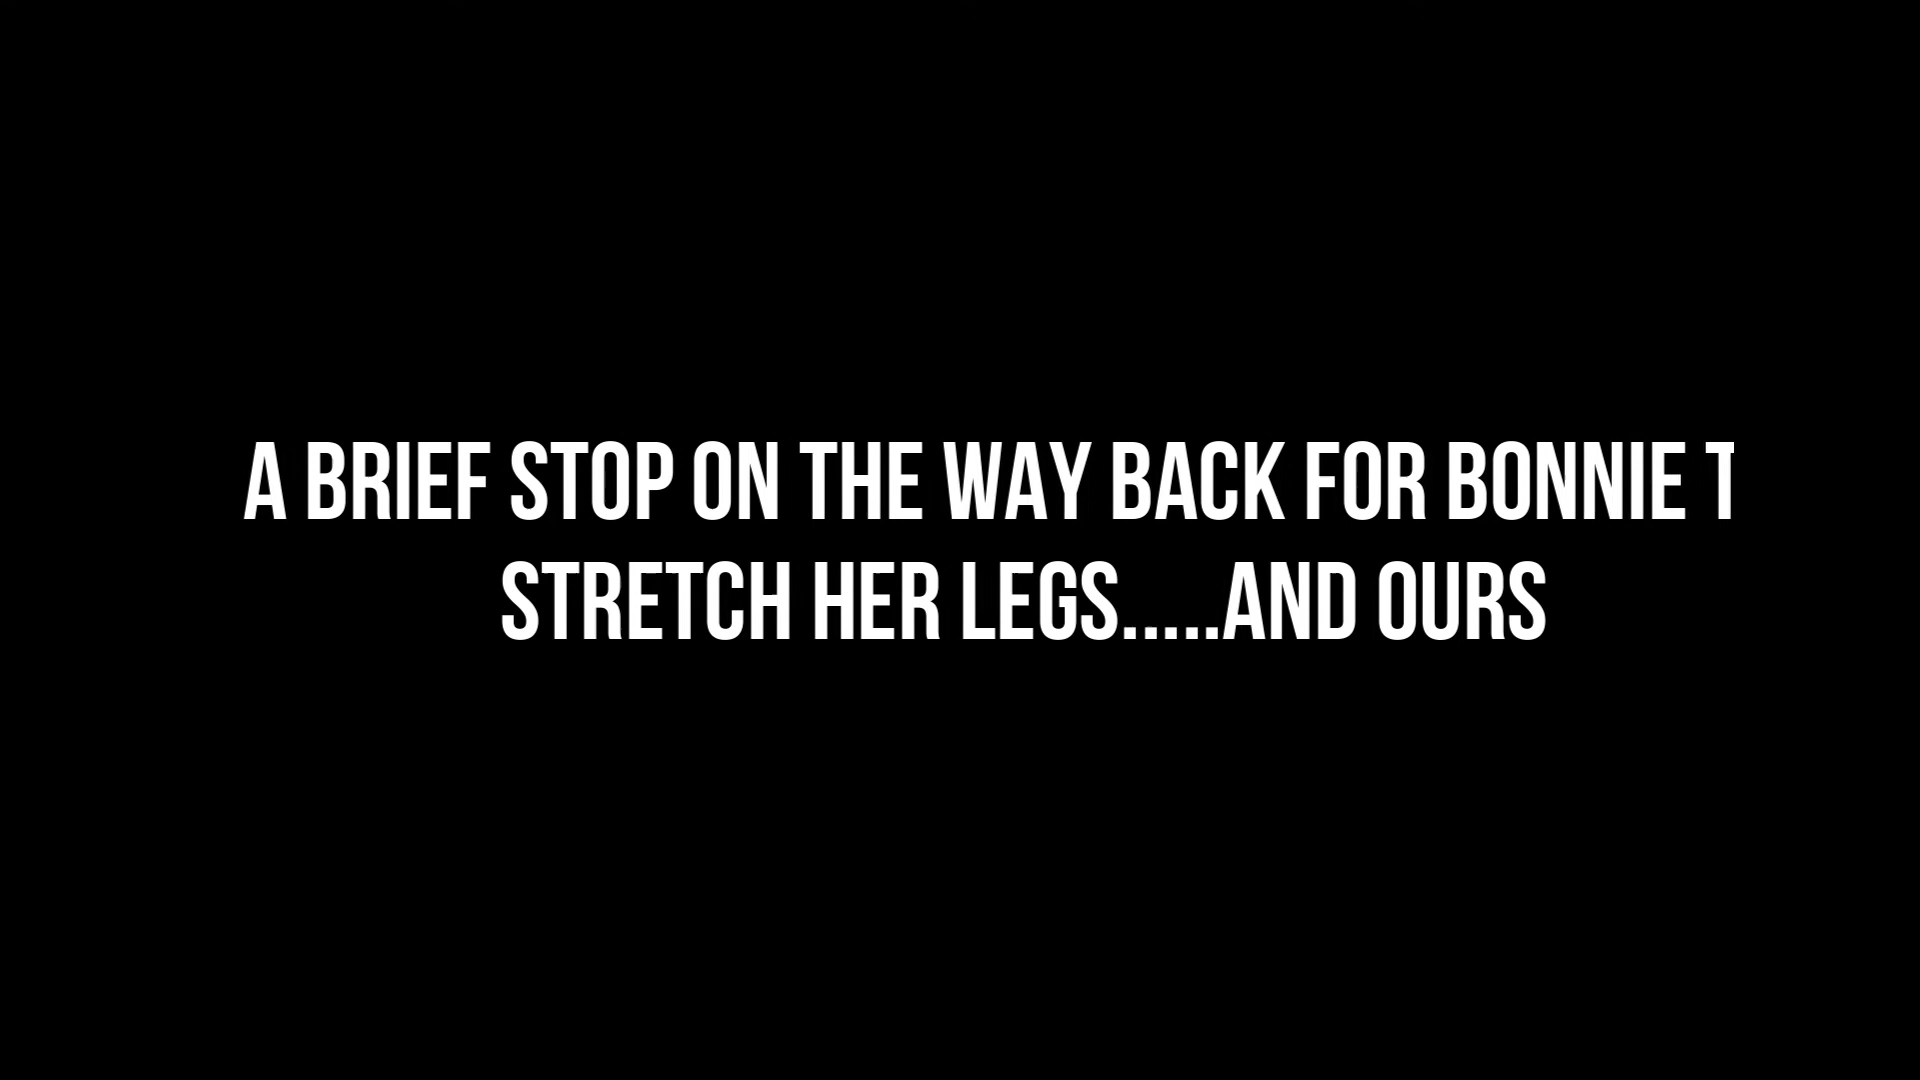 A BRIEF STOP ON THE WAY BACK FOR BONNIE T
STRETCH HER LEGS.....AND OURS